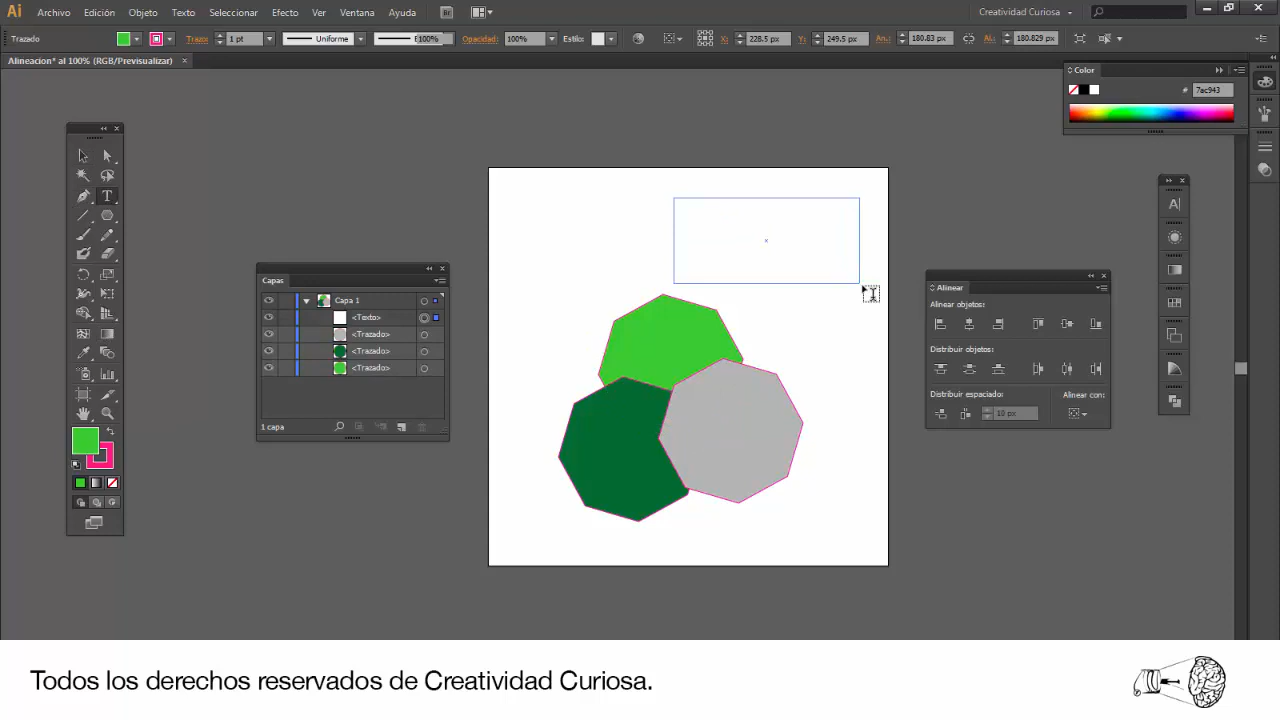 Ai Archivo Edición Objeto Texto Seleccionar Efecto Ver Ventana Ayuda Br Creatividad Curiosa
Trazado Trazo: 1 pt Uniforme 100% Opacidad: 100% Estilo: X: 228.5 px Y: 249.5 px An.: 180.83 px AL: 180.829 px
Alineacion* al 100% (RGB/Previsualizar) ×
Color
# 7ac943
T
Capas
Capa 1
<Texto>
<Trazado>
<Trazado>
<Trazado>
1 capa
A
Alinear
Alinear objetos:
Distribuir objetos:
Distribuir espaciado: Alinear con:
10 px
Todos los derechos reservados de Creatividad Curiosa.